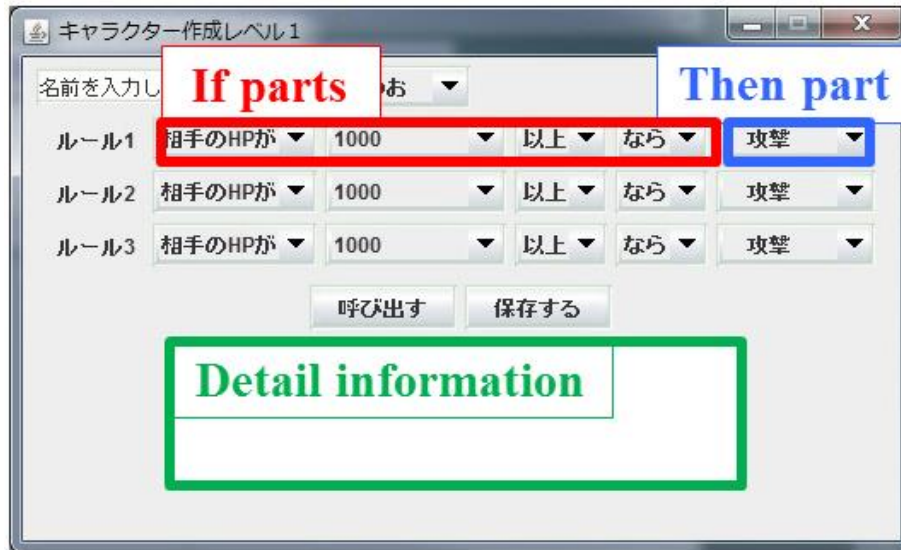 キャラクター作成レベル1
名前を入力し
If parts
お
Then part
ルール1 相手のHPが 1000 以上 なら 攻撃
ルール2 相手のHPが 1000 以上 なら 攻撃
ルール3 相手のHPが 1000 以上 なら 攻撃
呼び出す 保存する
Detail information